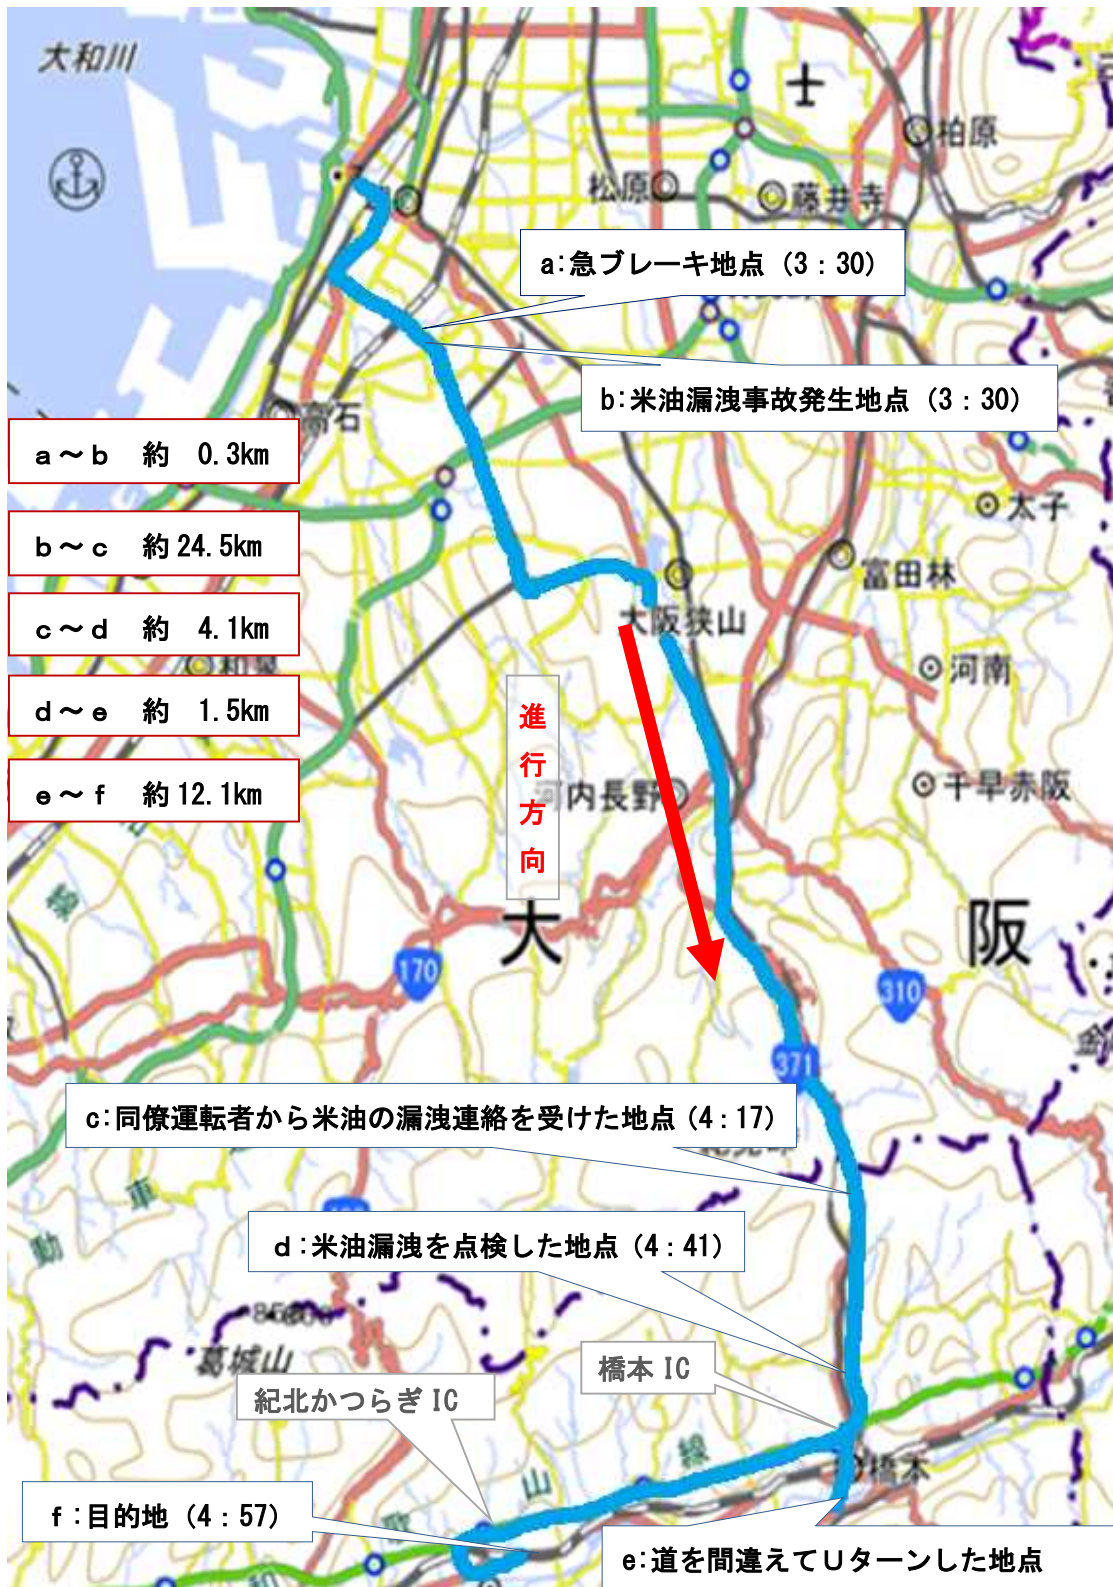 大和川
柏原
松原
藤井寺
a:急ブレーキ地点（3：30）
b:米油漏洩事故発生地点（3：30）
高石
a～b　約　0.3km
太子
b～c　約 24.5km
富田林
c～d　約　4.1km
大阪狭山
和泉
河南
d～e　約　1.5km
進行方向
e～f　約 12.1km
河内長野
千早赤阪
大
阪
170
310
371
c:同僚運転者から米油の漏洩連絡を受けた地点（4：17）
車
動
d:米油漏洩を点検した地点（4：41）
葛城山
橋本 IC
紀北かつらぎ IC
線
山
橋本
f:目的地（4：57）
和
e:道を間違えてUターンした地点